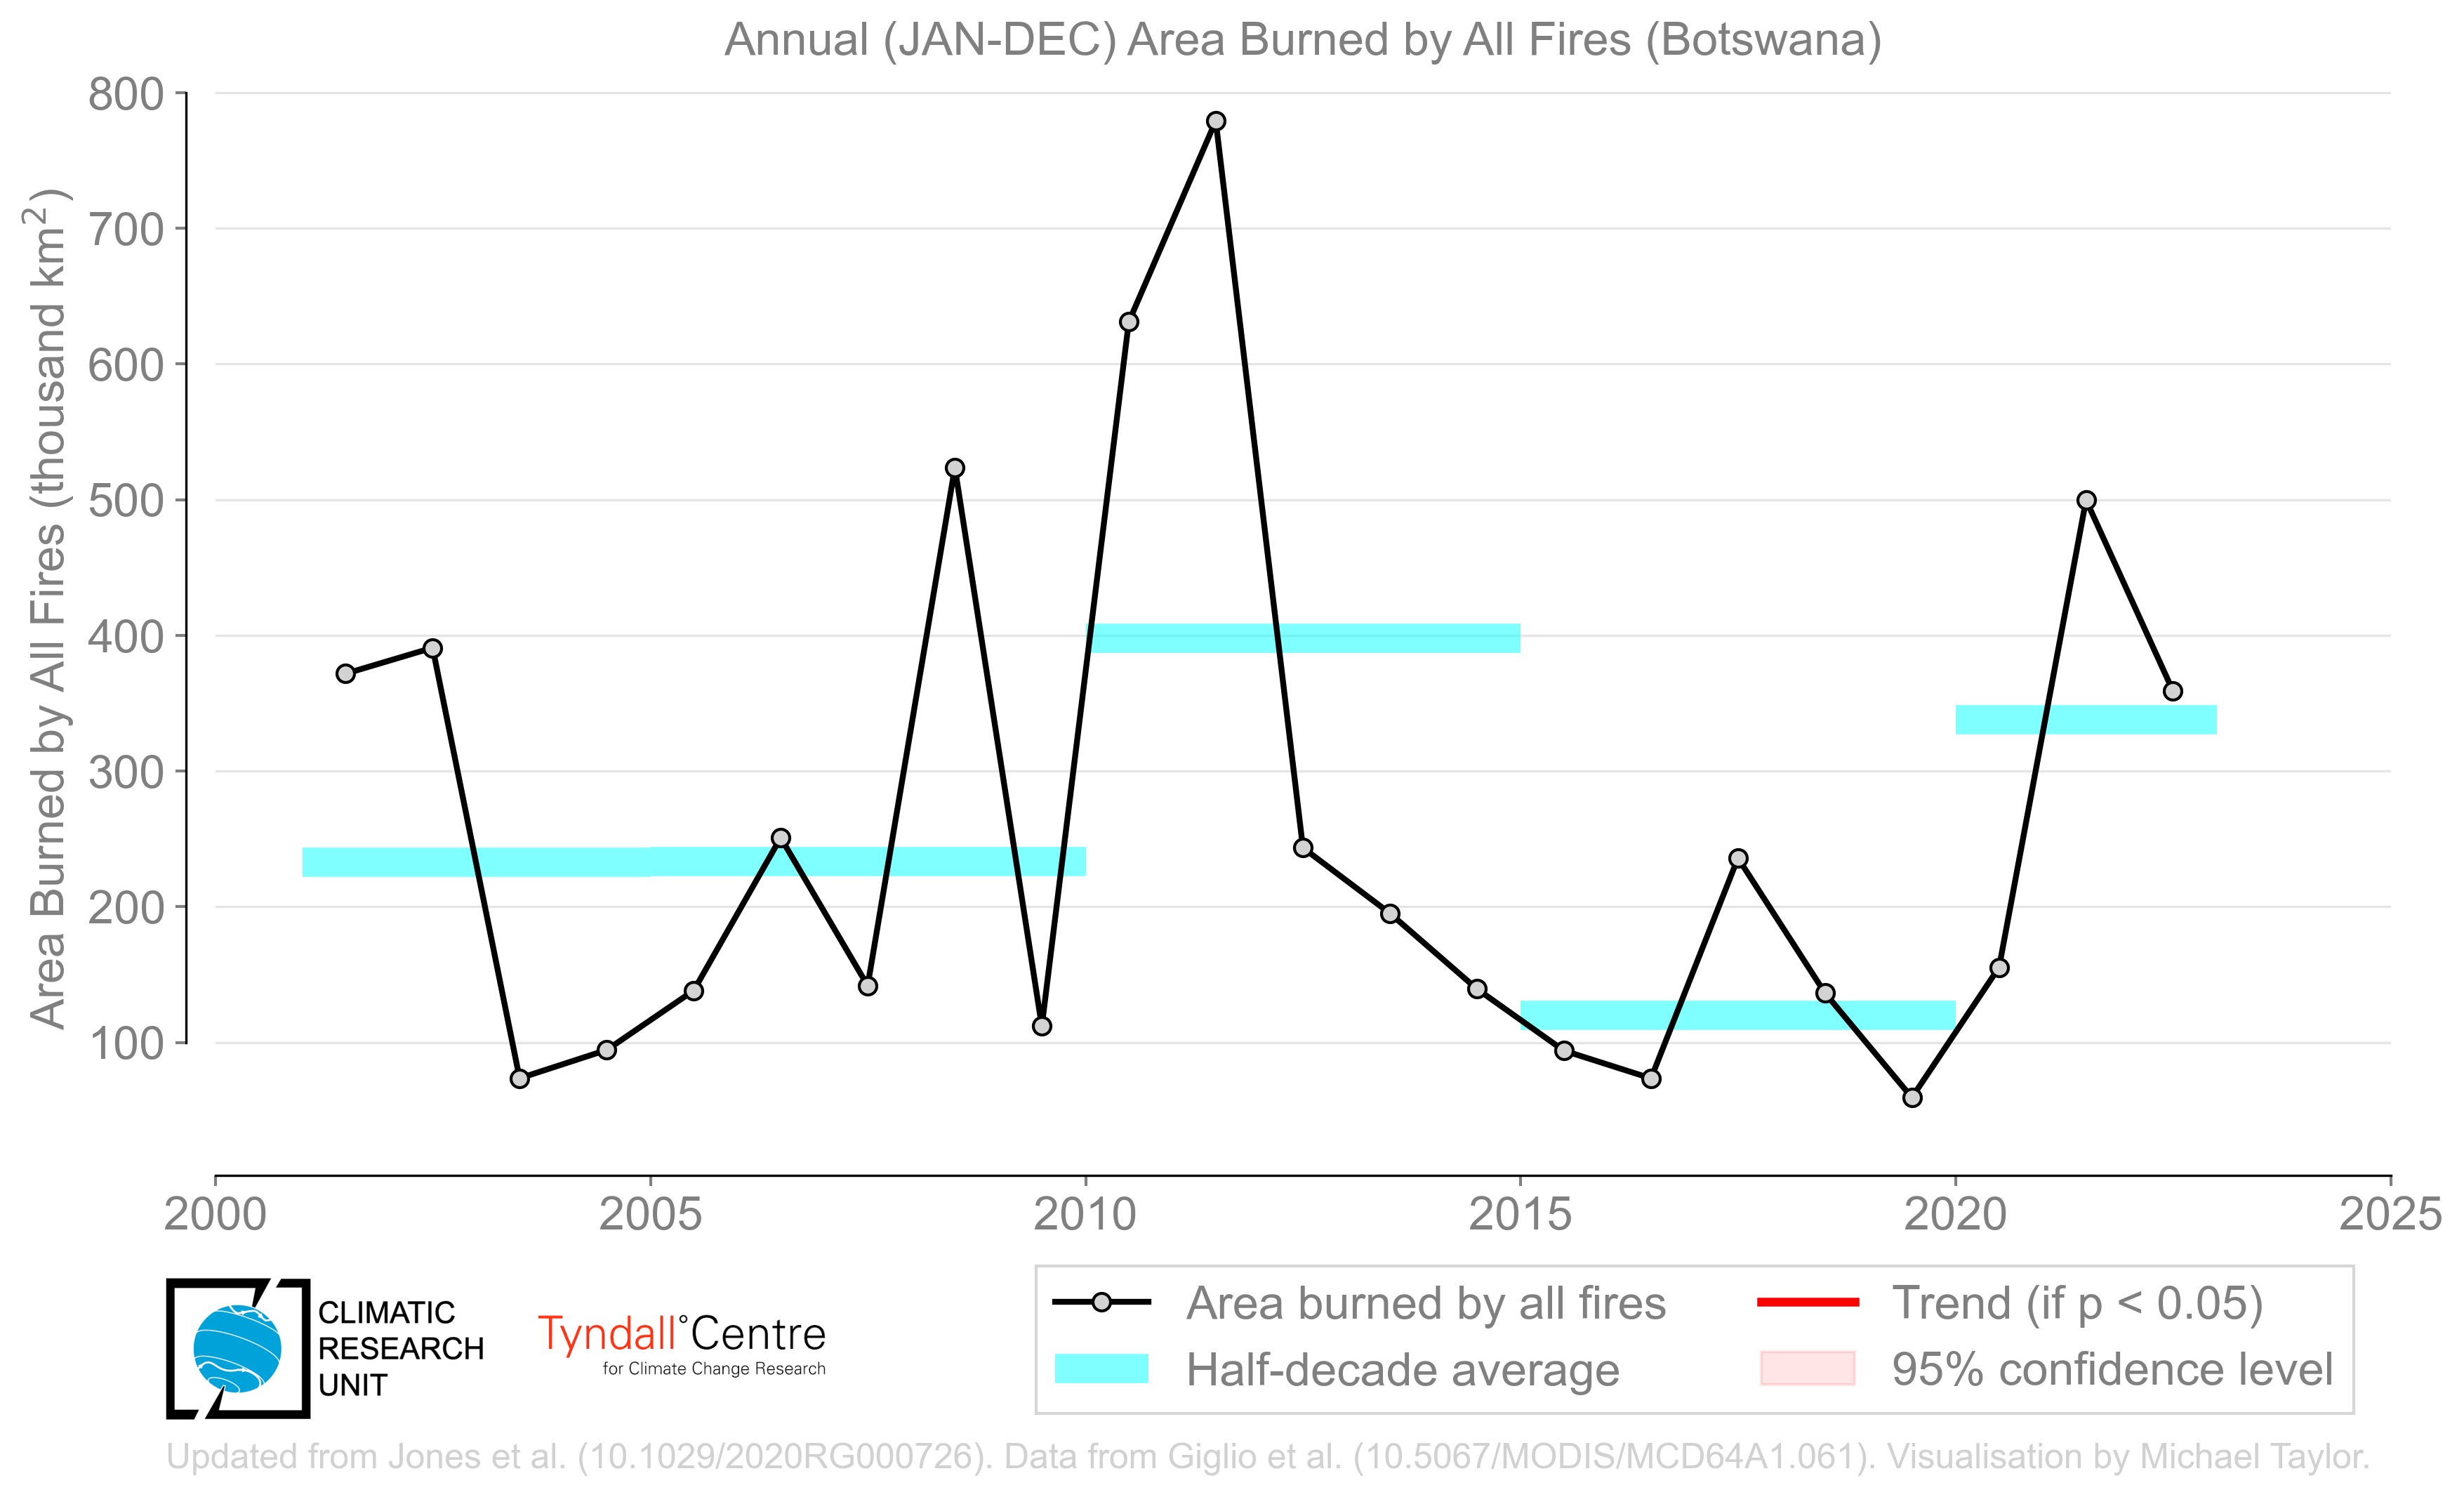 Annual (JAN-DEC) Area Burned by All Fires (Botswana)
Area Burned by All Fires (thousand km²)
800
700
600
500
400
300
200
100
2000 2005 2010 2015 2020 2025
CLIMATIC
RESEARCH
UNIT
Tyndall°Centre
for Climate Change Research
Area burned by all fires
Half-decade average
Trend (if p < 0.05)
95% confidence level
Updated from Jones et al. (10.1029/2020RG000726). Data from Giglio et al. (10.5067/MODIS/MCD64A1.061). Visualisation by Michael Taylor.